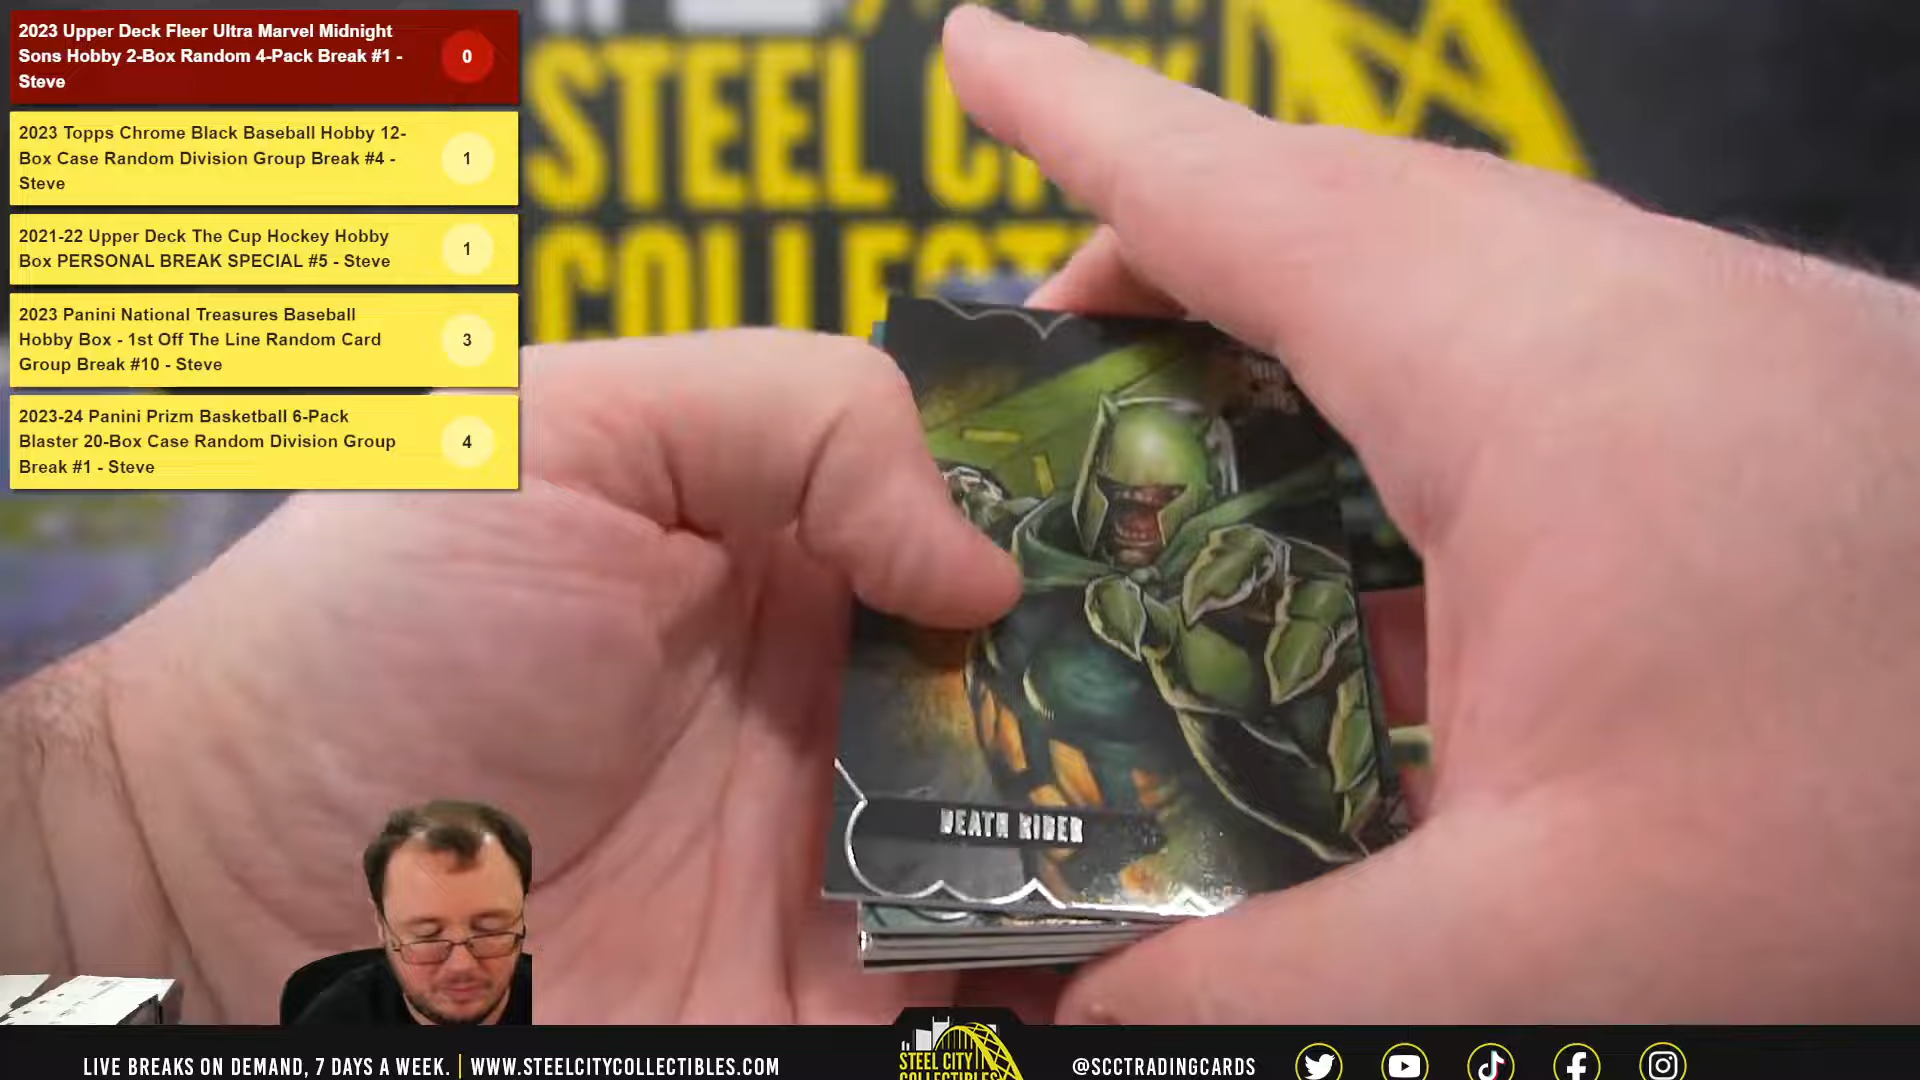 2023 Upper Deck Fleer Ultra Marvel Midnight
Sons Hobby 2-Box Random 4-Pack Break #1 -
Steve
0
2023 Topps Chrome Black Baseball Hobby 12-
Box Case Random Division Group Break #4 -
Steve
1
2021-22 Upper Deck The Cup Hockey Hobby
Box PERSONAL BREAK SPECIAL #5 - Steve
1
2023 Panini National Treasures Baseball
Hobby Box - 1st Off The Line Random Card
Group Break #10 - Steve
3
2023-24 Panini Prizm Basketball 6-Pack
Blaster 20-Box Case Random Division Group
Break #1 - Steve
4
STEEL
DEATH RIDER
LIVE BREAKS ON DEMAND, 7 DAYS A WEEK. | WWW.STEELCITYCOLLECTIBLES.COM
STEEL CITY
COLLECTIBLES
@SCCTRADINGCARDS